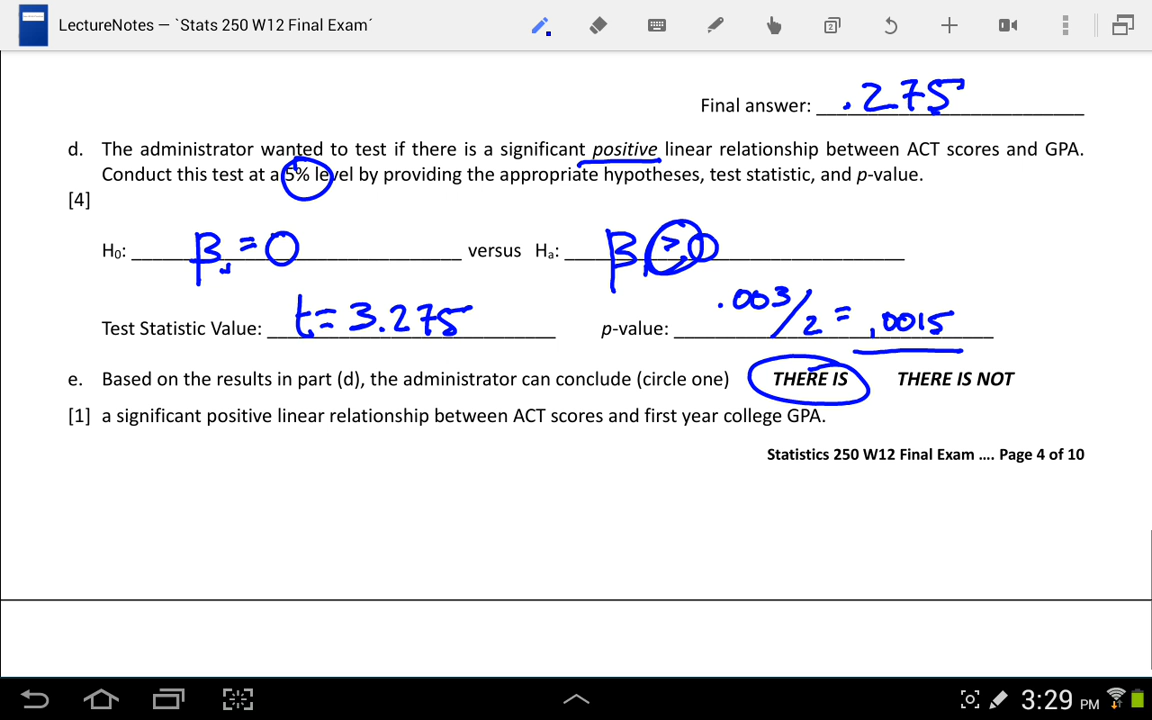 LectureNotes — `Stats 250 W12 Final Exam´
Final answer: .275
d. The administrator wanted to test if there is a significant positive linear relationship between ACT scores and GPA.
Conduct this test at a 5% level by providing the appropriate hypotheses, test statistic, and p-value.
[4]
H₀: β₁ = 0 versus Hₐ: β₁ > 0
Test Statistic Value: t = 3.275 p-value: .003/2 = .0015
e. Based on the results in part (d), the administrator can conclude (circle one) THERE IS THERE IS NOT
[1] a significant positive linear relationship between ACT scores and first year college GPA.
Statistics 250 W12 Final Exam .... Page 4 of 10
3:29 PM